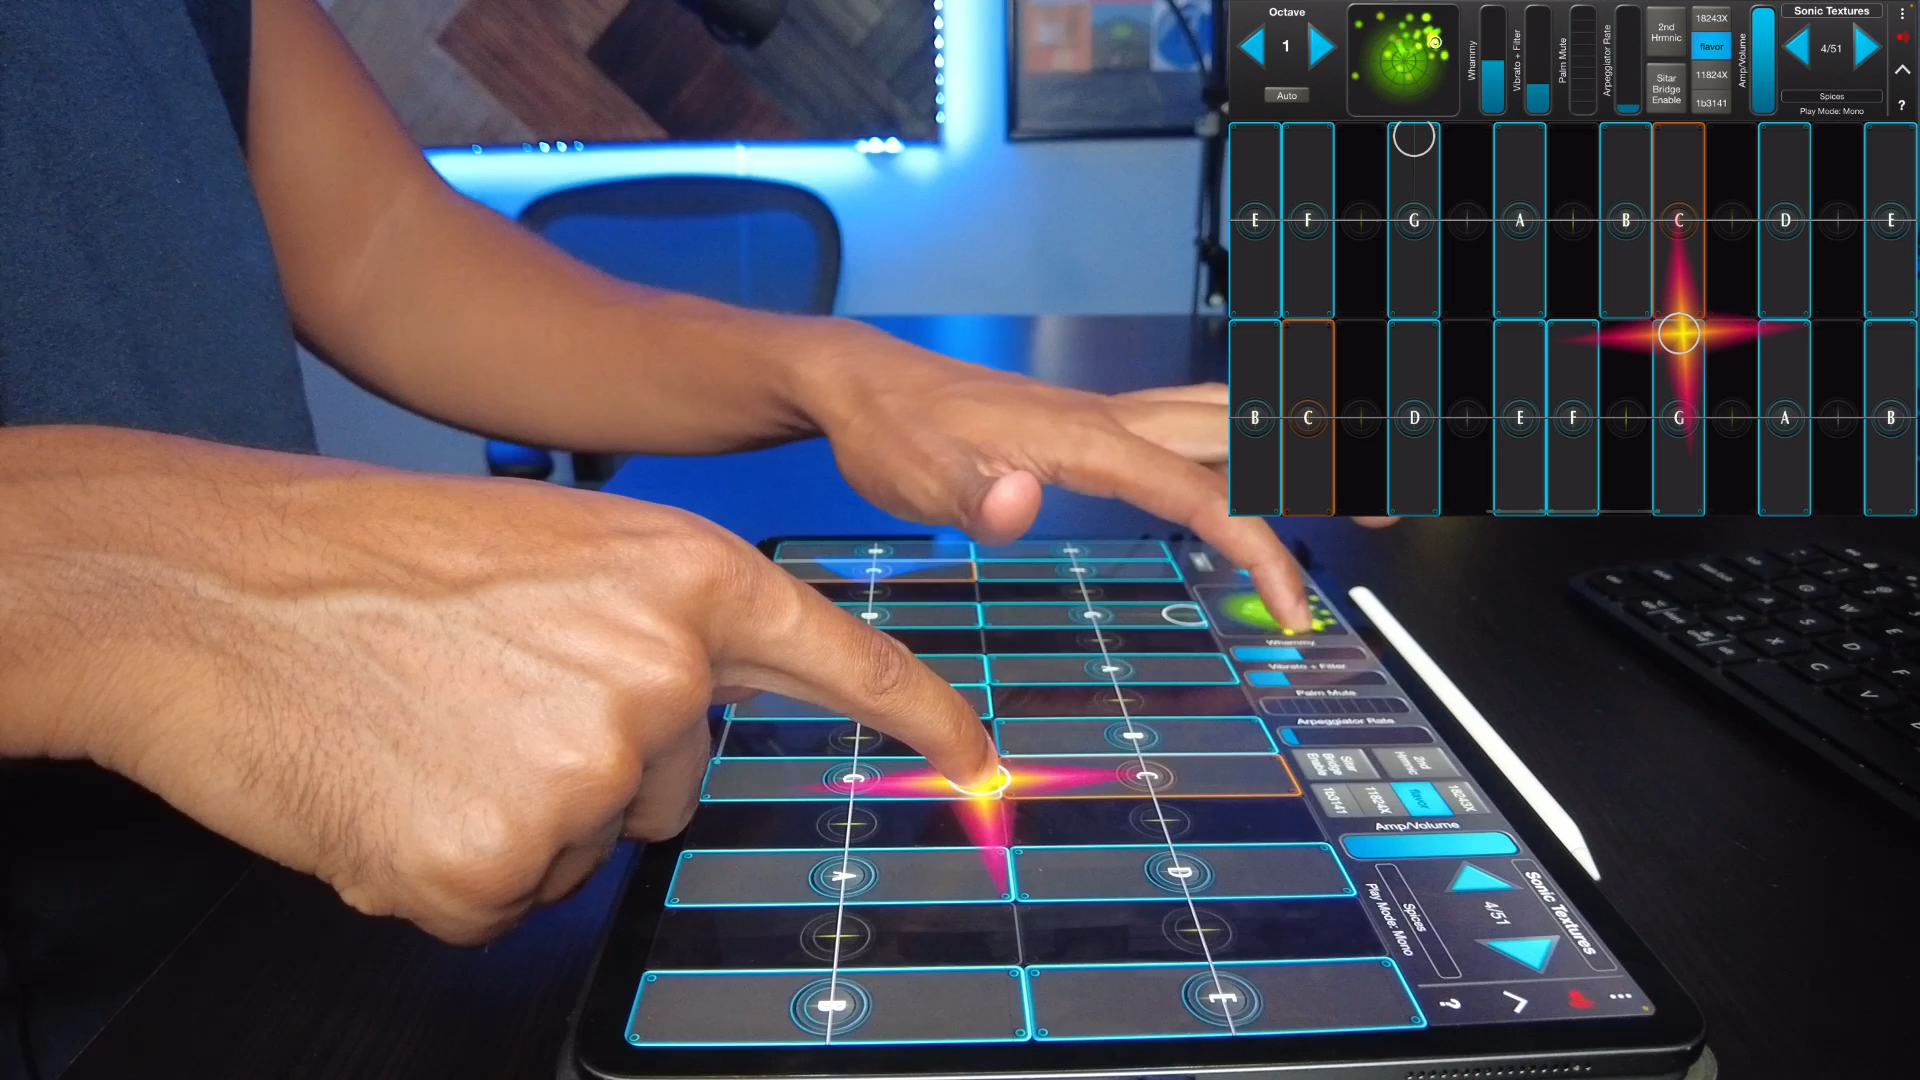 Octave
1
Auto
Whammy
Vibrato + Filter
Palm Mute
Arpeggiator Rate
2nd
Hrmnic
Sitar
Bridge
Enable
18243X
flavor
11824X
1b3141
Amp/Volume
Sonic Textures
4/51
Spices
Play Mode: Mono
?
E F G A B C D E
B C D E F G A B
Whammy
Vibrato + Filter
Palm Mute
Arpeggiator Rate
Sitar
Bridge
Enable
2nd
Hrmnic
1b3141
11824X
flavor
18243X
Amp/Volume
Sonic Textures
4/51
Spices
Play Mode: Mono
?
A
B
C
G
A
D
B
E
A
W
E
Z
X
S
D
C
V